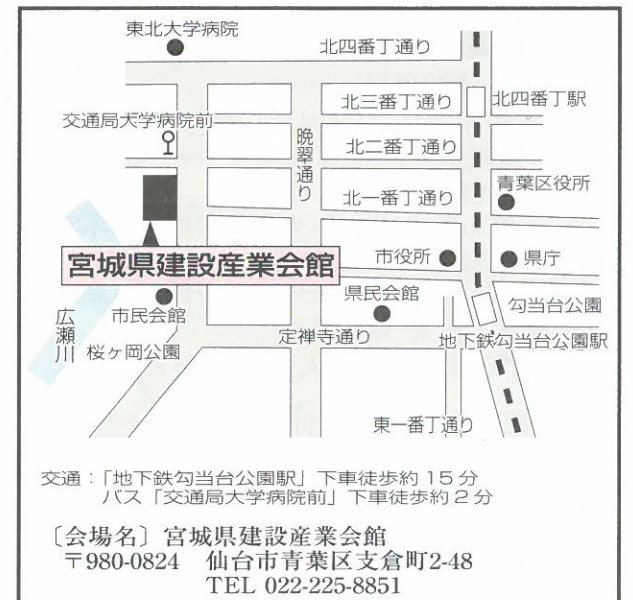 東北大学病院
北四番丁通り
北三番丁通り
北四番丁駅
交通局大学病院前
晩翠通り
北二番丁通り
北一番丁通り
青葉区役所
市役所
県庁
宮城県建設産業会館
県民会館
勾当台公園
市民会館
広瀬川
桜ヶ岡公園
定禅寺通り
地下鉄勾当台公園駅
東一番丁通り
交通：「地下鉄勾当台公園駅」下車徒歩約15分
バス「交通局大学病院前」下車徒歩約2分
〔会場名〕宮城県建設産業会館
〒980-0824 仙台市青葉区支倉町2-48
TEL 022-225-8851